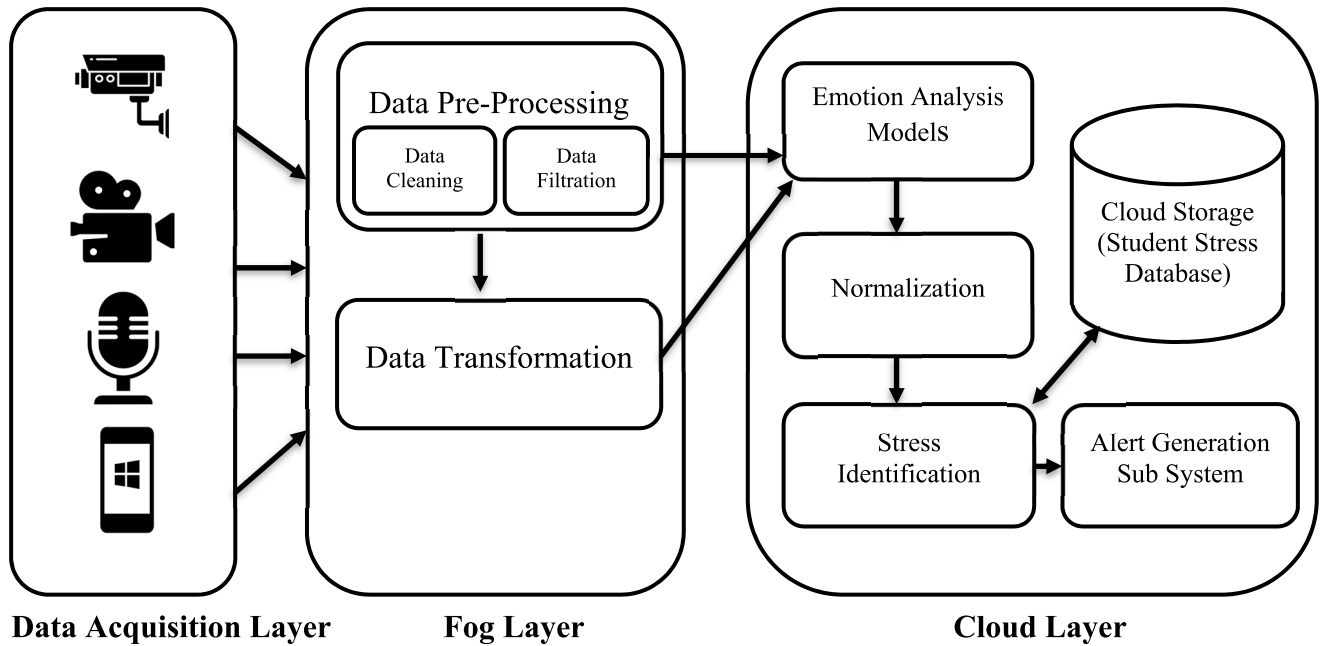 Data Pre-Processing
Data
Cleaning
Data
Filtration
Data Transformation
Emotion Analysis
Models
Normalization
Stress
Identification
Cloud Storage
(Student Stress
Database)
Alert Generation
Sub System
Data Acquisition Layer
Fog Layer
Cloud Layer